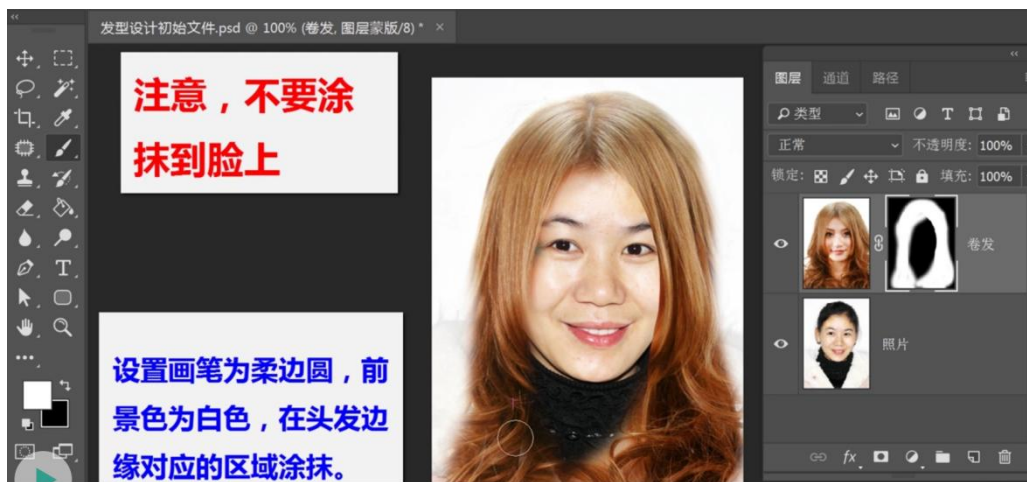 发型设计初始文件.psd @ 100% (卷发, 图层蒙版/8) * ×
注意，不要涂
抹到脸上
设置画笔为柔边圆，前
景色为白色，在头发边
缘对应的区域涂抹。
图层 通道 路径
类型
正常 不透明度: 100%
锁定: 填充: 100%
卷发
照片
fx